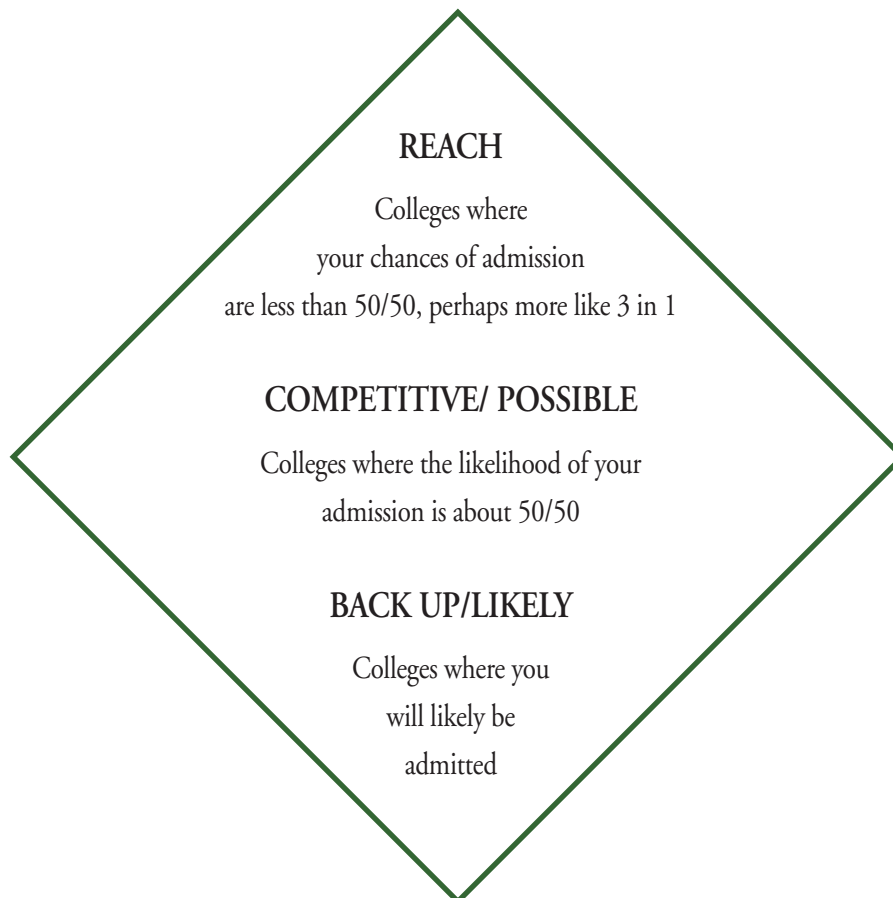 REACH
Colleges where
your chances of admission
are less than 50/50, perhaps more like 3 in 1
COMPETITIVE/ POSSIBLE
Colleges where the likelihood of your
admission is about 50/50
BACK UP/LIKELY
Colleges where you
will likely be
admitted